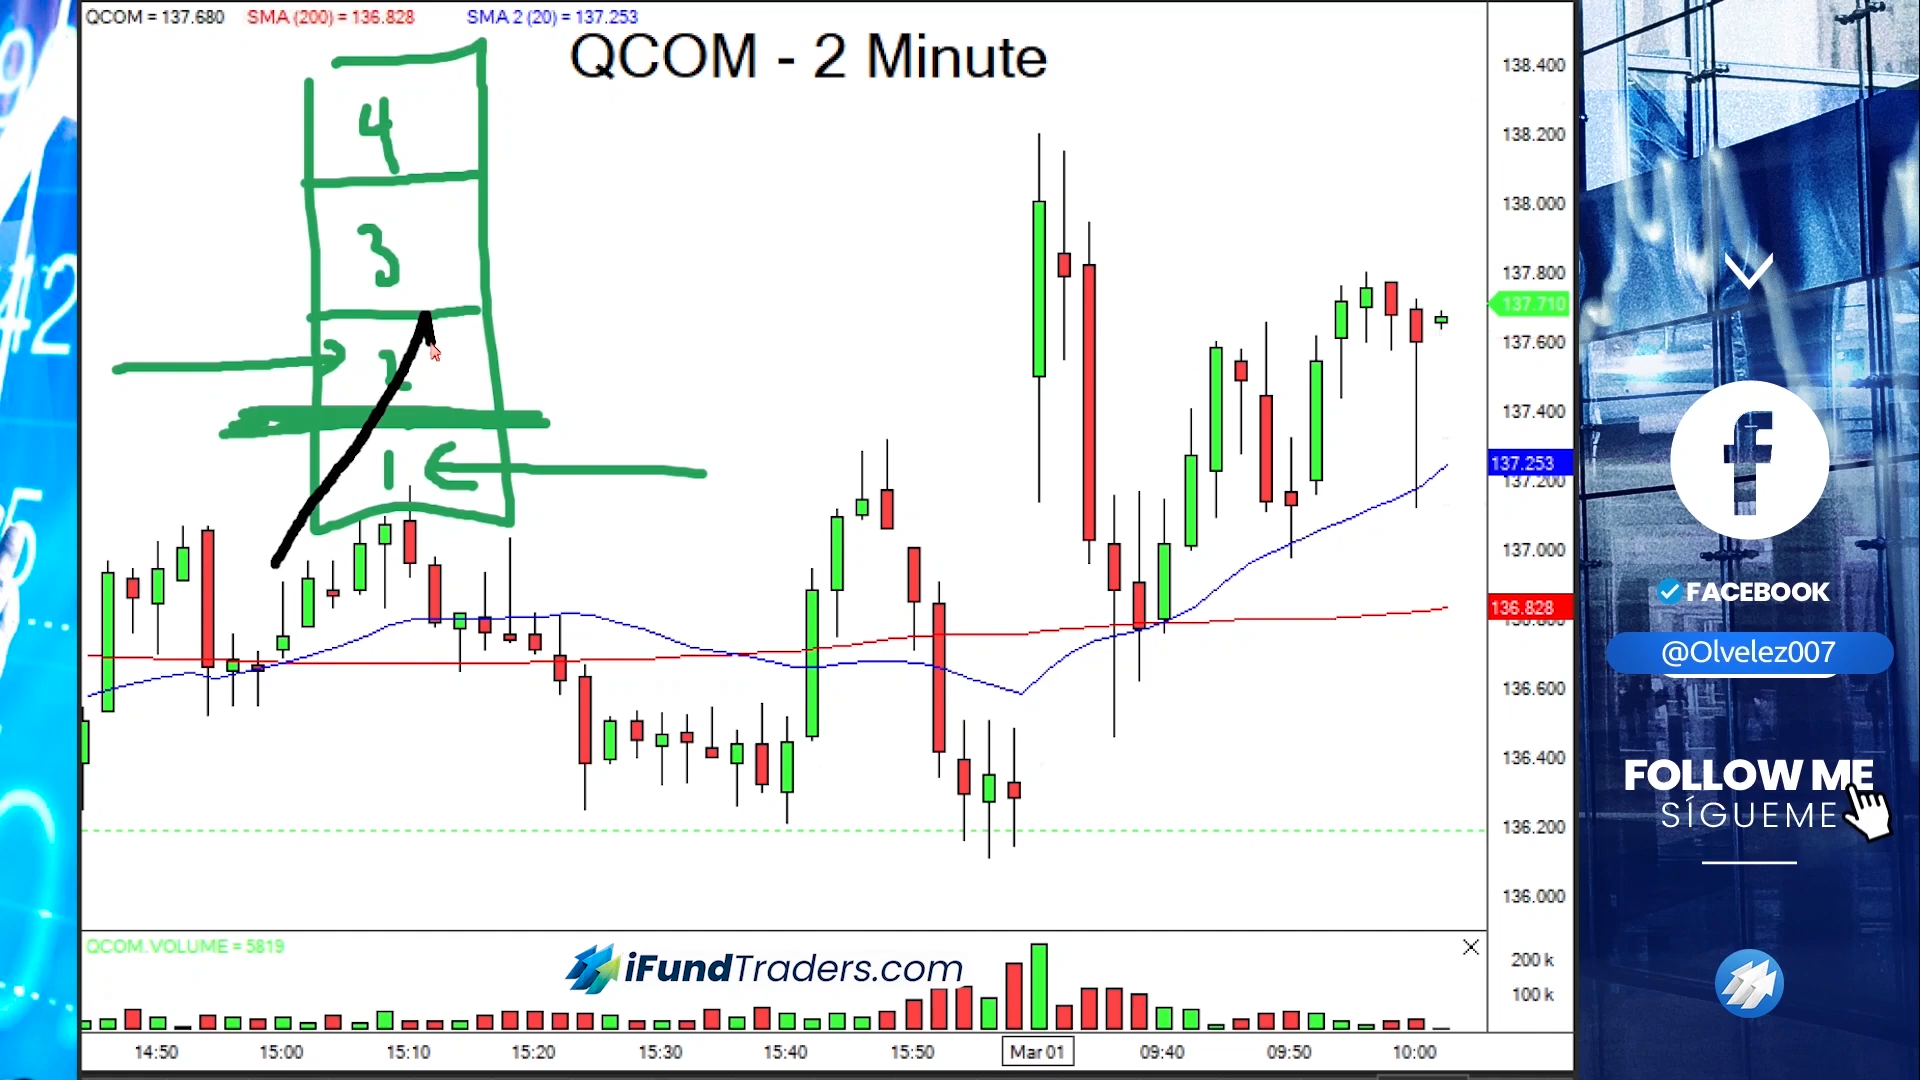 QCOM = 137.680 SMA (200) = 136.828 SMA 2 (20) = 137.253
QCOM - 2 Minute
4
3
2
1
138.400
138.200
138.000
137.800
137.710
137.600
137.400
137.253
137.200
137.000
136.828
136.600
136.400
136.200
136.000
QCOM.VOLUME = 5819
iFundTraders.com
200 k
100 k
14:50 15:00 15:10 15:20 15:30 15:40 15:50 Mar 01 09:40 09:50 10:00
f
FACEBOOK
@Olvelez007
FOLLOW ME
SÍGUEME